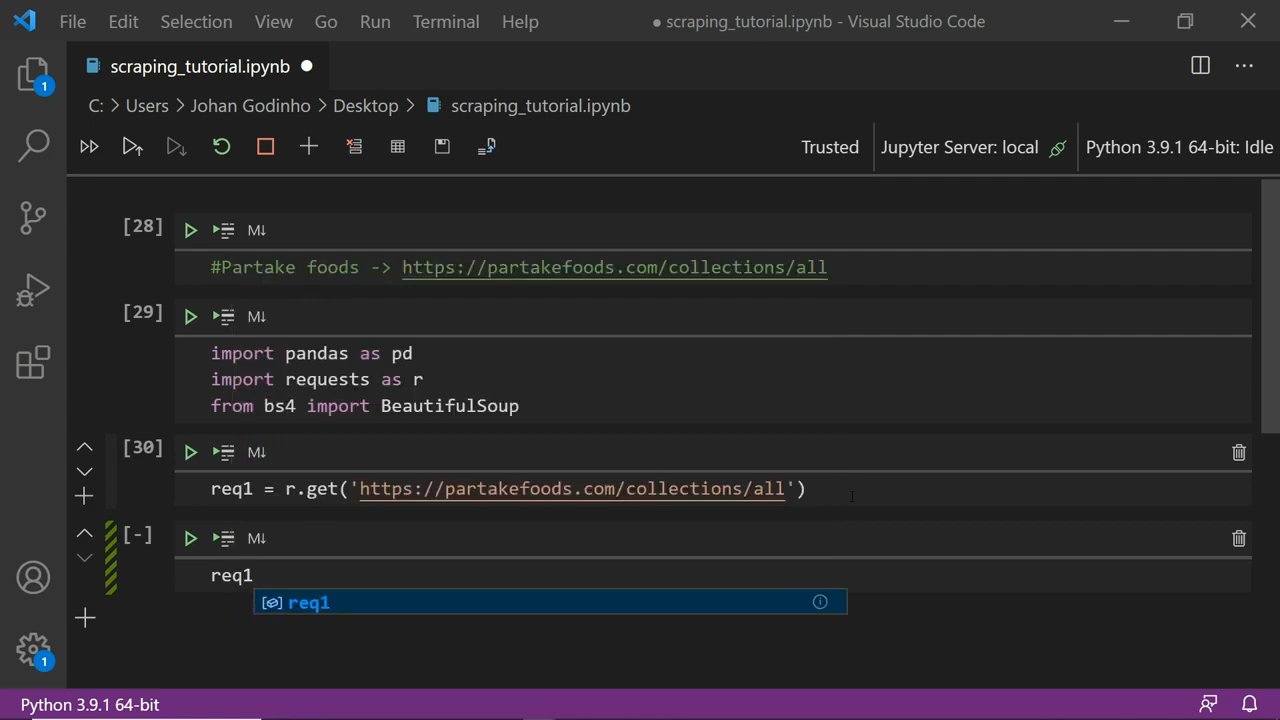 File Edit Selection View Go Run Terminal Help ● scraping_tutorial.ipynb - Visual Studio Code
scraping_tutorial.ipynb
C: > Users > Johan Godinho > Desktop > scraping_tutorial.ipynb
Trusted Jupyter Server: local Python 3.9.1 64-bit: Idle
[28] M↓
#Partake foods -> https://partakefoods.com/collections/all
[29] M↓
import pandas as pd
import requests as r
from bs4 import BeautifulSoup
[30] M↓
req1 = r.get('https://partakefoods.com/collections/all')
[-] M↓
req1
req1
1
1
Python 3.9.1 64-bit